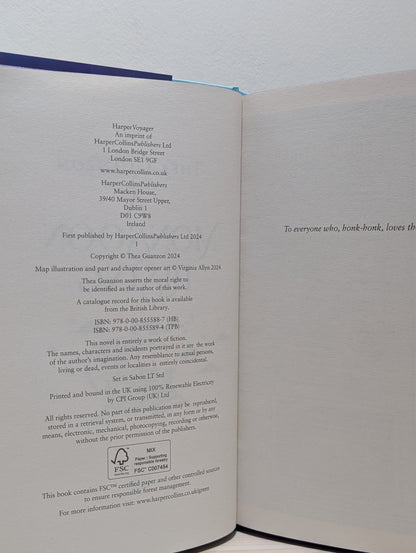 HarperVoyager
An imprint of
HarperCollinsPublishers Ltd
1 London Bridge Street
London SE1 9GF
www.harpercollins.co.uk
HarperCollinsPublishers
Macken House,
39/40 Mayor Street Upper,
Dublin 1
D01 C9W8
Ireland
First published by HarperCollinsPublishers Ltd 2024
1
Copyright © Thea Guanzon 2024
Map illustration and part and chapter opener art © Virginia Allyn 2024
Thea Guanzon asserts the moral right to
be identified as the author of this work.
A catalogue record for this book is available
from the British Library.
ISBN: 978-0-00-855588-7 (HB)
ISBN: 978-0-00-855589-4 (TPB)
This novel is entirely a work of fiction.
The names, characters and incidents portrayed in it are the work
of the author's imagination. Any resemblance to actual persons,
living or dead, events or localities is entirely coincidental.
Set in Sabon LT Std
Printed and bound in the UK using 100% Renewable Electricity
by CPI Group (UK) Ltd
All rights reserved. No part of this publication may be reproduced,
stored in a retrieval system, or transmitted, in any form or by any
means, electronic, mechanical, photocopying, recording or otherwise,
without the prior permission of the publishers.
FSC
www.fsc.org
MIX
Paper | Supporting
responsible forestry
FSC™ C007454
This book contains FSC™ certified paper and other controlled sources
to ensure responsible forest management.
For more information visit: www.harpercollins.co.uk/green
To everyone who, honk-honk, loves the